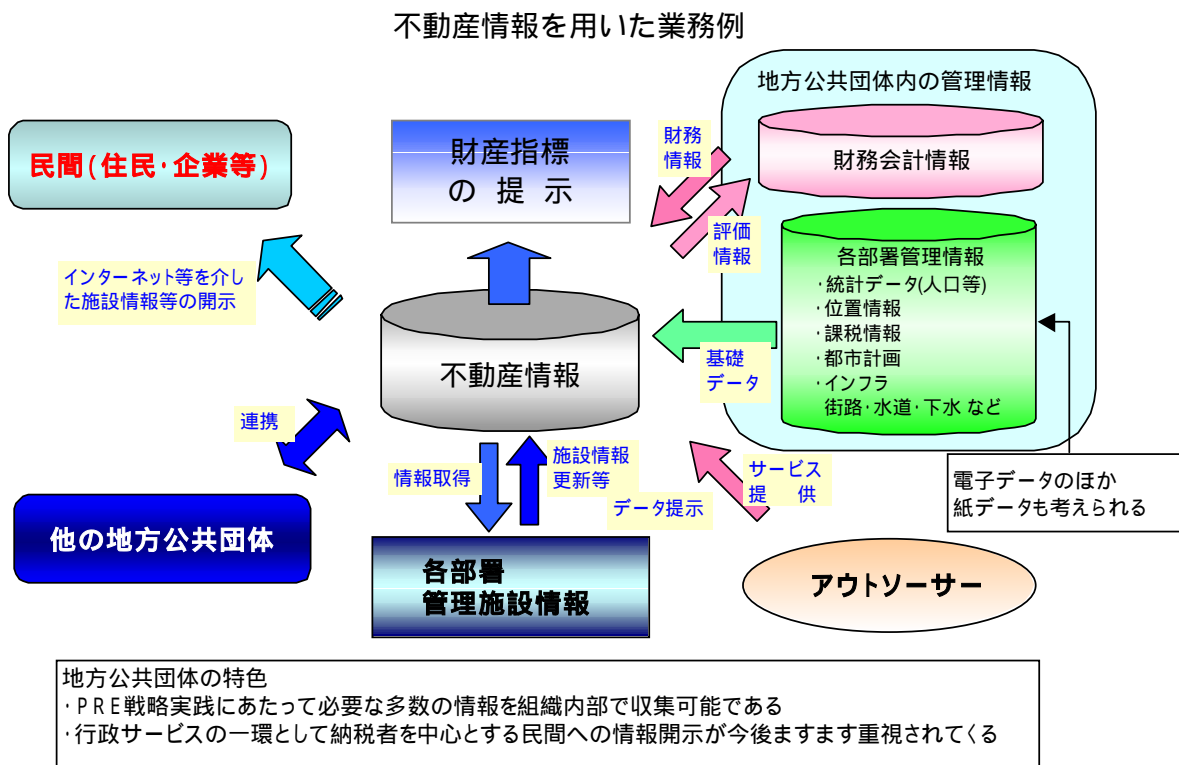 不動産情報を用いた業務例
地方公共団体内の管理情報
財務会計情報
各部署管理情報
・統計データ(人口等)
・位置情報
・課税情報
・都市計画
・インフラ
街路・水道・下水 など
電子データのほか
紙データも考えられる
民間(住民・企業等)
財産指標
の 提 示
財務
情報
評価
情報
インターネット等を介し
た施設情報等の開示
不動産情報
基礎
データ
連携
情報取得
施設情報
更新等
データ提示
サービス
提 供
他の地方公共団体
各部署
管理施設情報
アウトソーサー
地方公共団体の特色
・PRE戦略実践にあたって必要な多数の情報を組織内部で収集可能である
・行政サービスの一環として納税者を中心とする民間への情報開示が今後ますます重視されてくる